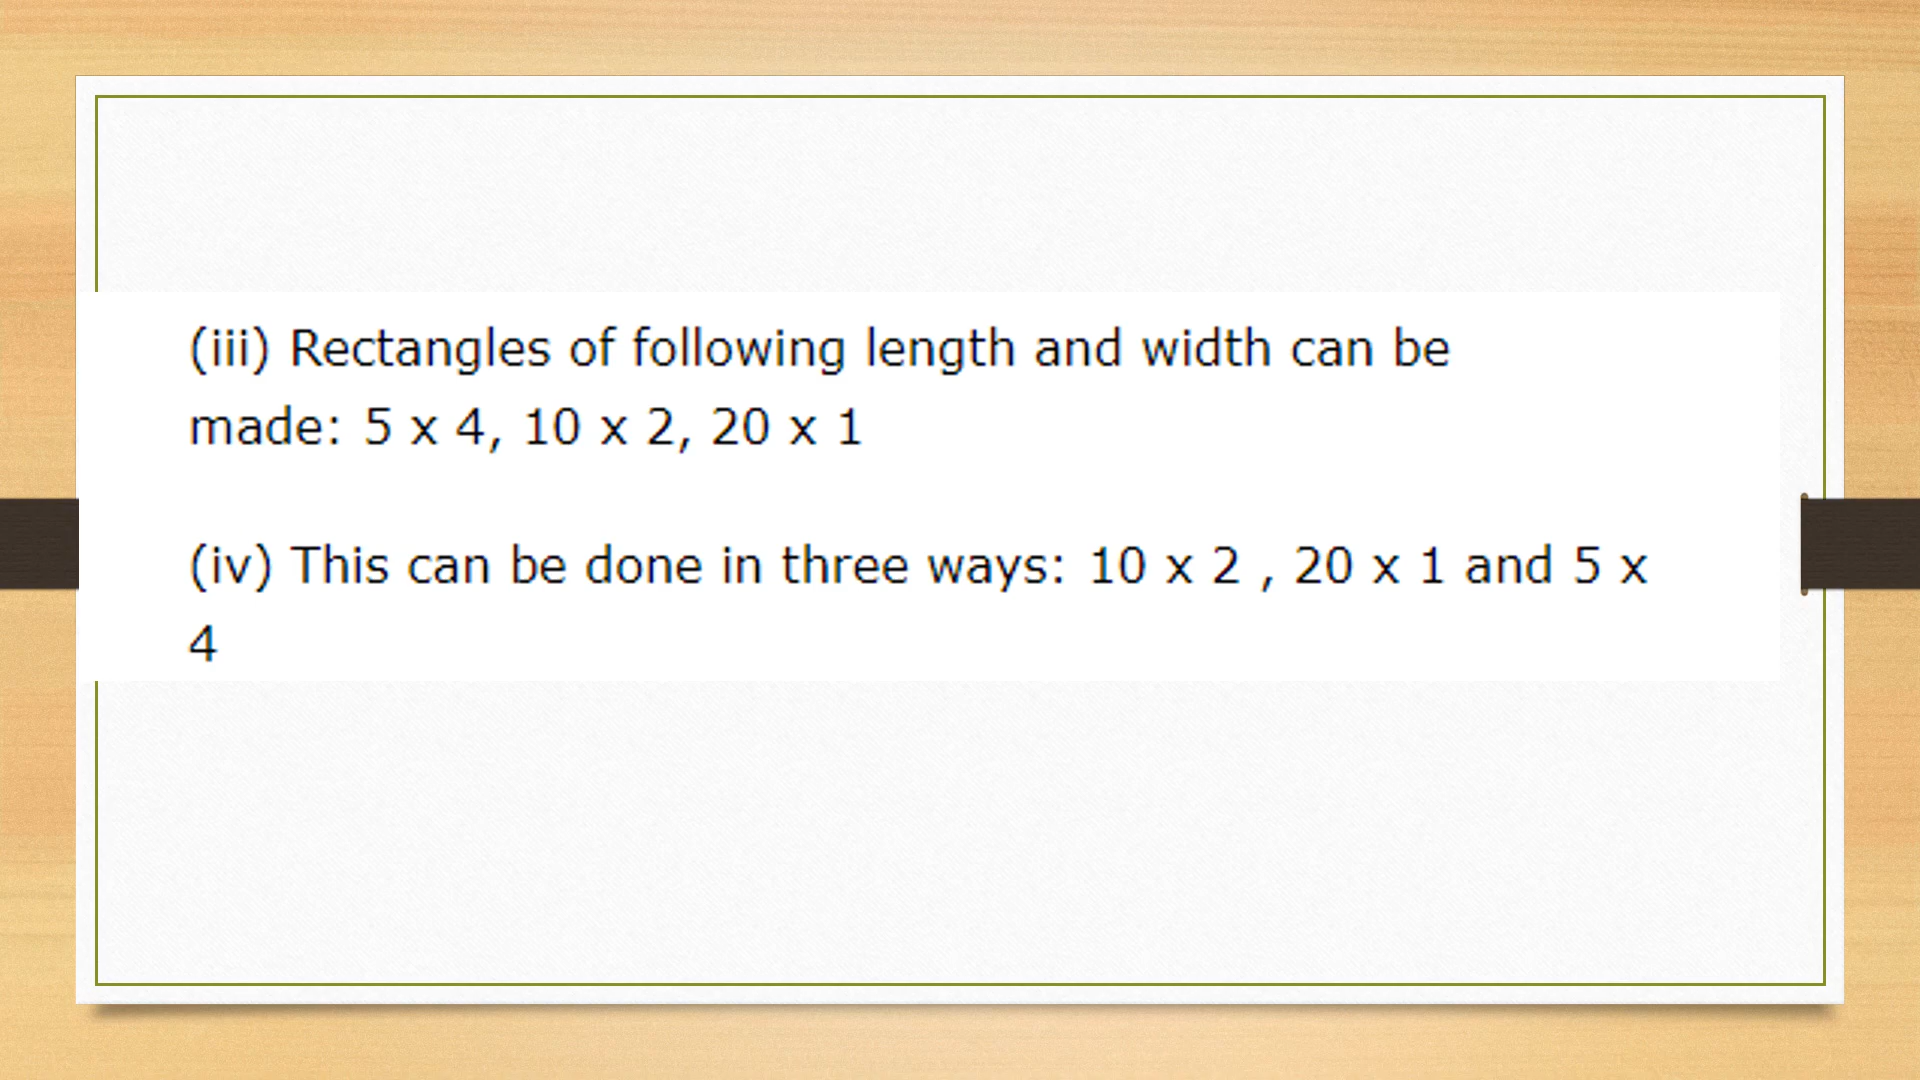 (iii) Rectangles of following length and width can be
made: 5 x 4, 10 x 2, 20 x 1
(iv) This can be done in three ways: 10 x 2 , 20 x 1 and 5 x
4